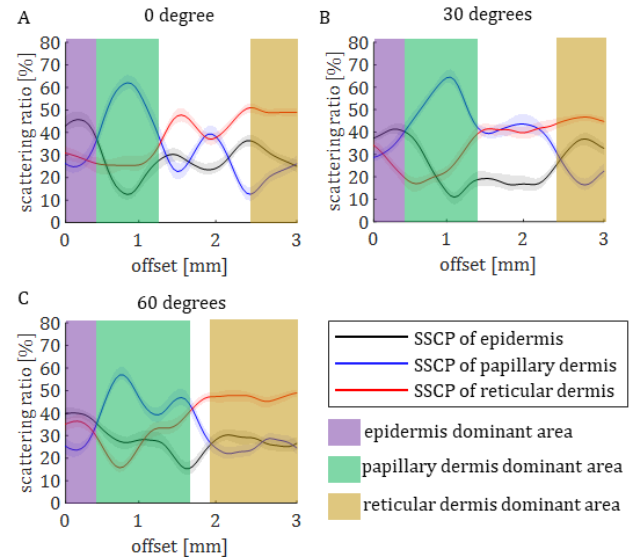 A
0 degree
80
70
60
50
40
30
20
10
0
scattering ratio [%]
0
1
2
3
offset [mm]
B
30 degrees
80
70
60
50
40
30
20
10
0
scattering ratio [%]
0
1
2
3
offset [mm]
C
60 degrees
80
70
60
50
40
30
20
10
0
scattering ratio [%]
0
1
2
3
offset [mm]
SSCP of epidermis
SSCP of papillary dermis
SSCP of reticular dermis
epidermis dominant area
papillary dermis dominant area
reticular dermis dominant area